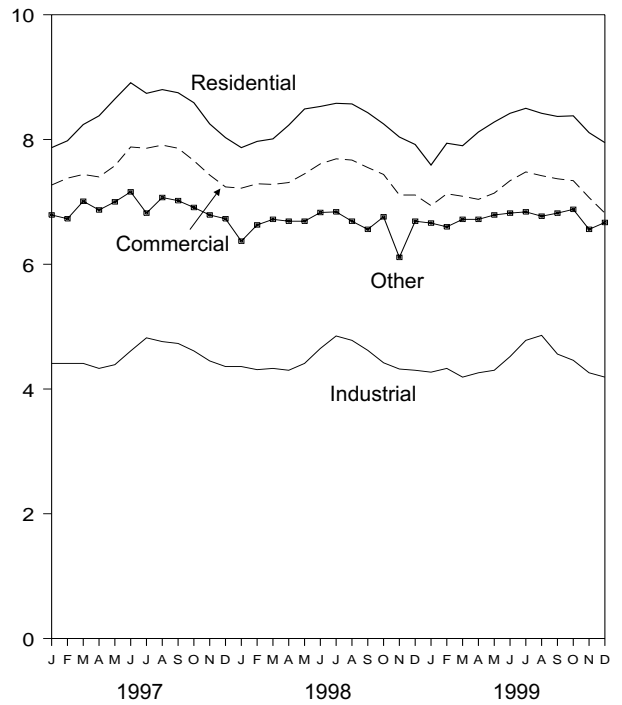 10
Residential
8
Commercial
6
Other
Industrial
4
2
0
J F M A M J J A S O N D J F M A M J J A S O N D J F M A M J J A S O N D
1997 1998 1999